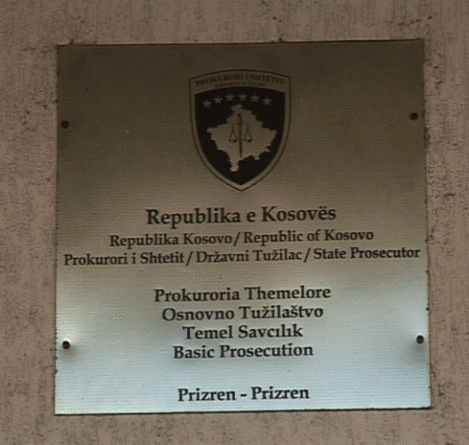 PROKURORI I SHTETIT
Republika e Kosovës
Republika Kosovo / Republic of Kosovo
Prokurori i Shtetit / Državni Tužilac / State Prosecutor
Prokuroria Themelore
Osnovno Tužilaštvo
Temel Savcılık
Basic Prosecution
Prizren - Prizren